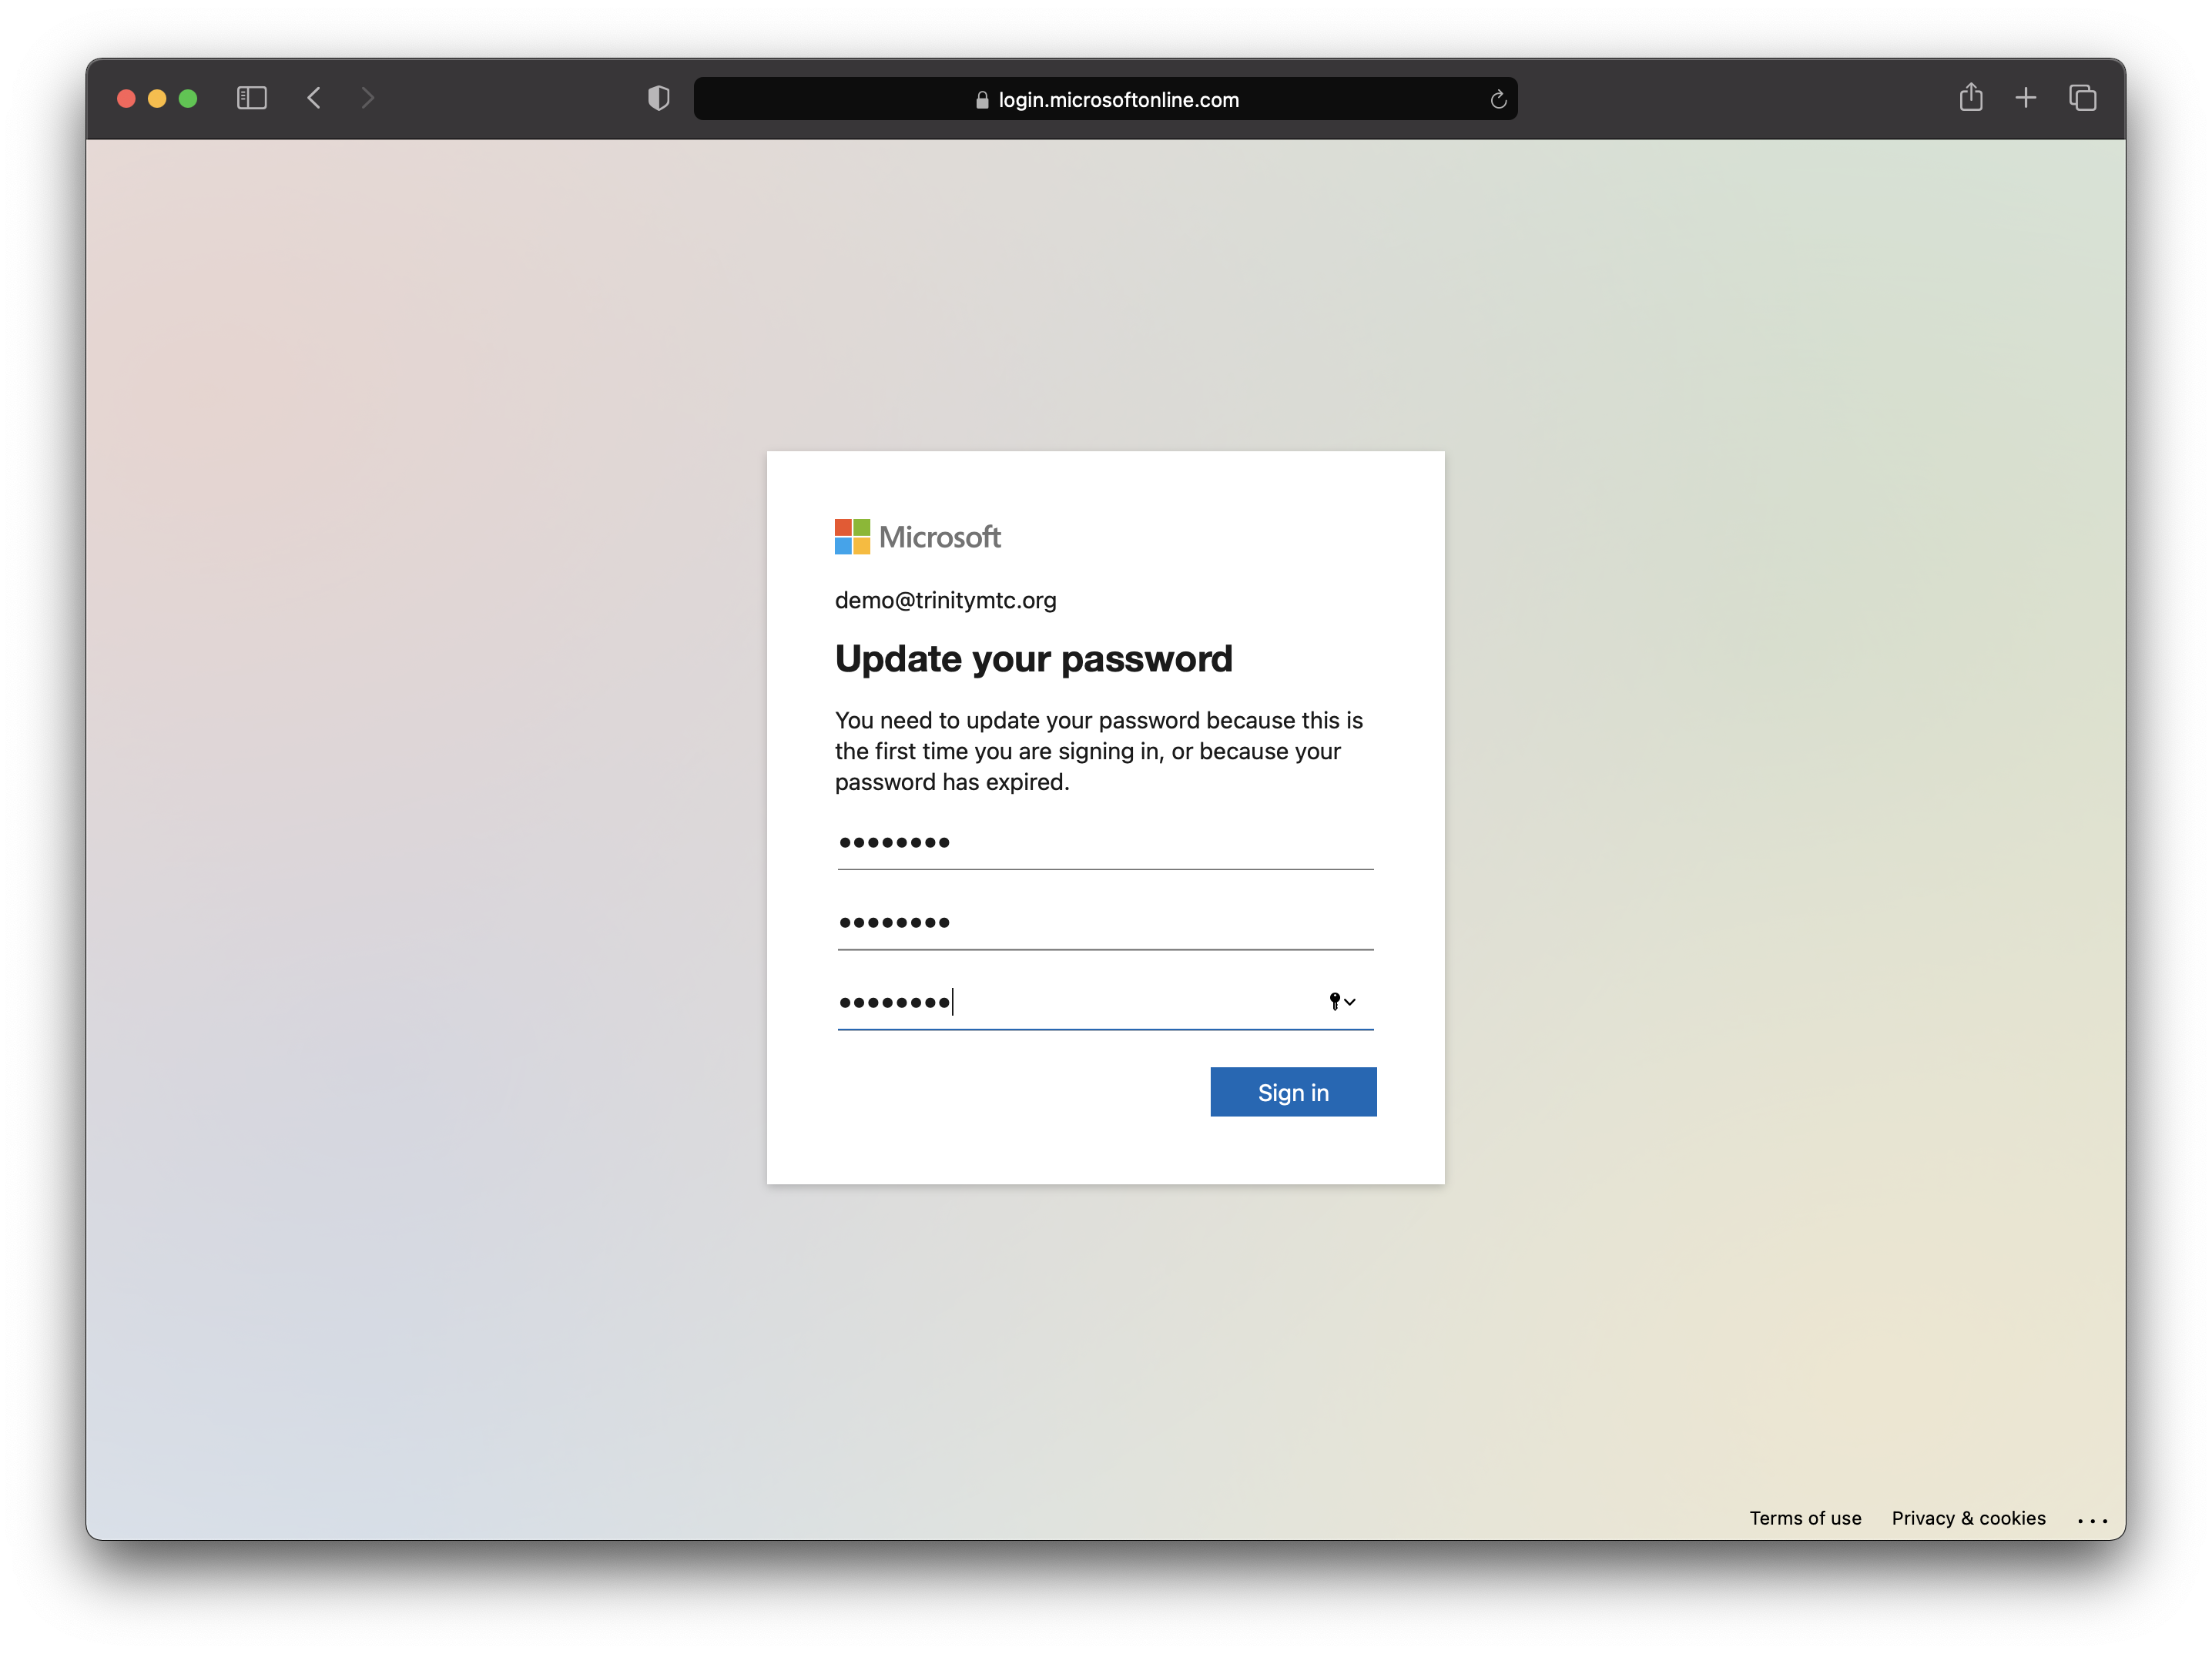 login.microsoftonline.com
Microsoft
demo@trinitymtc.org
Update your password
You need to update your password because this is
the first time you are signing in, or because your
password has expired.
••••••••
••••••••
••••••••
Sign in
Terms of use Privacy & cookies ...